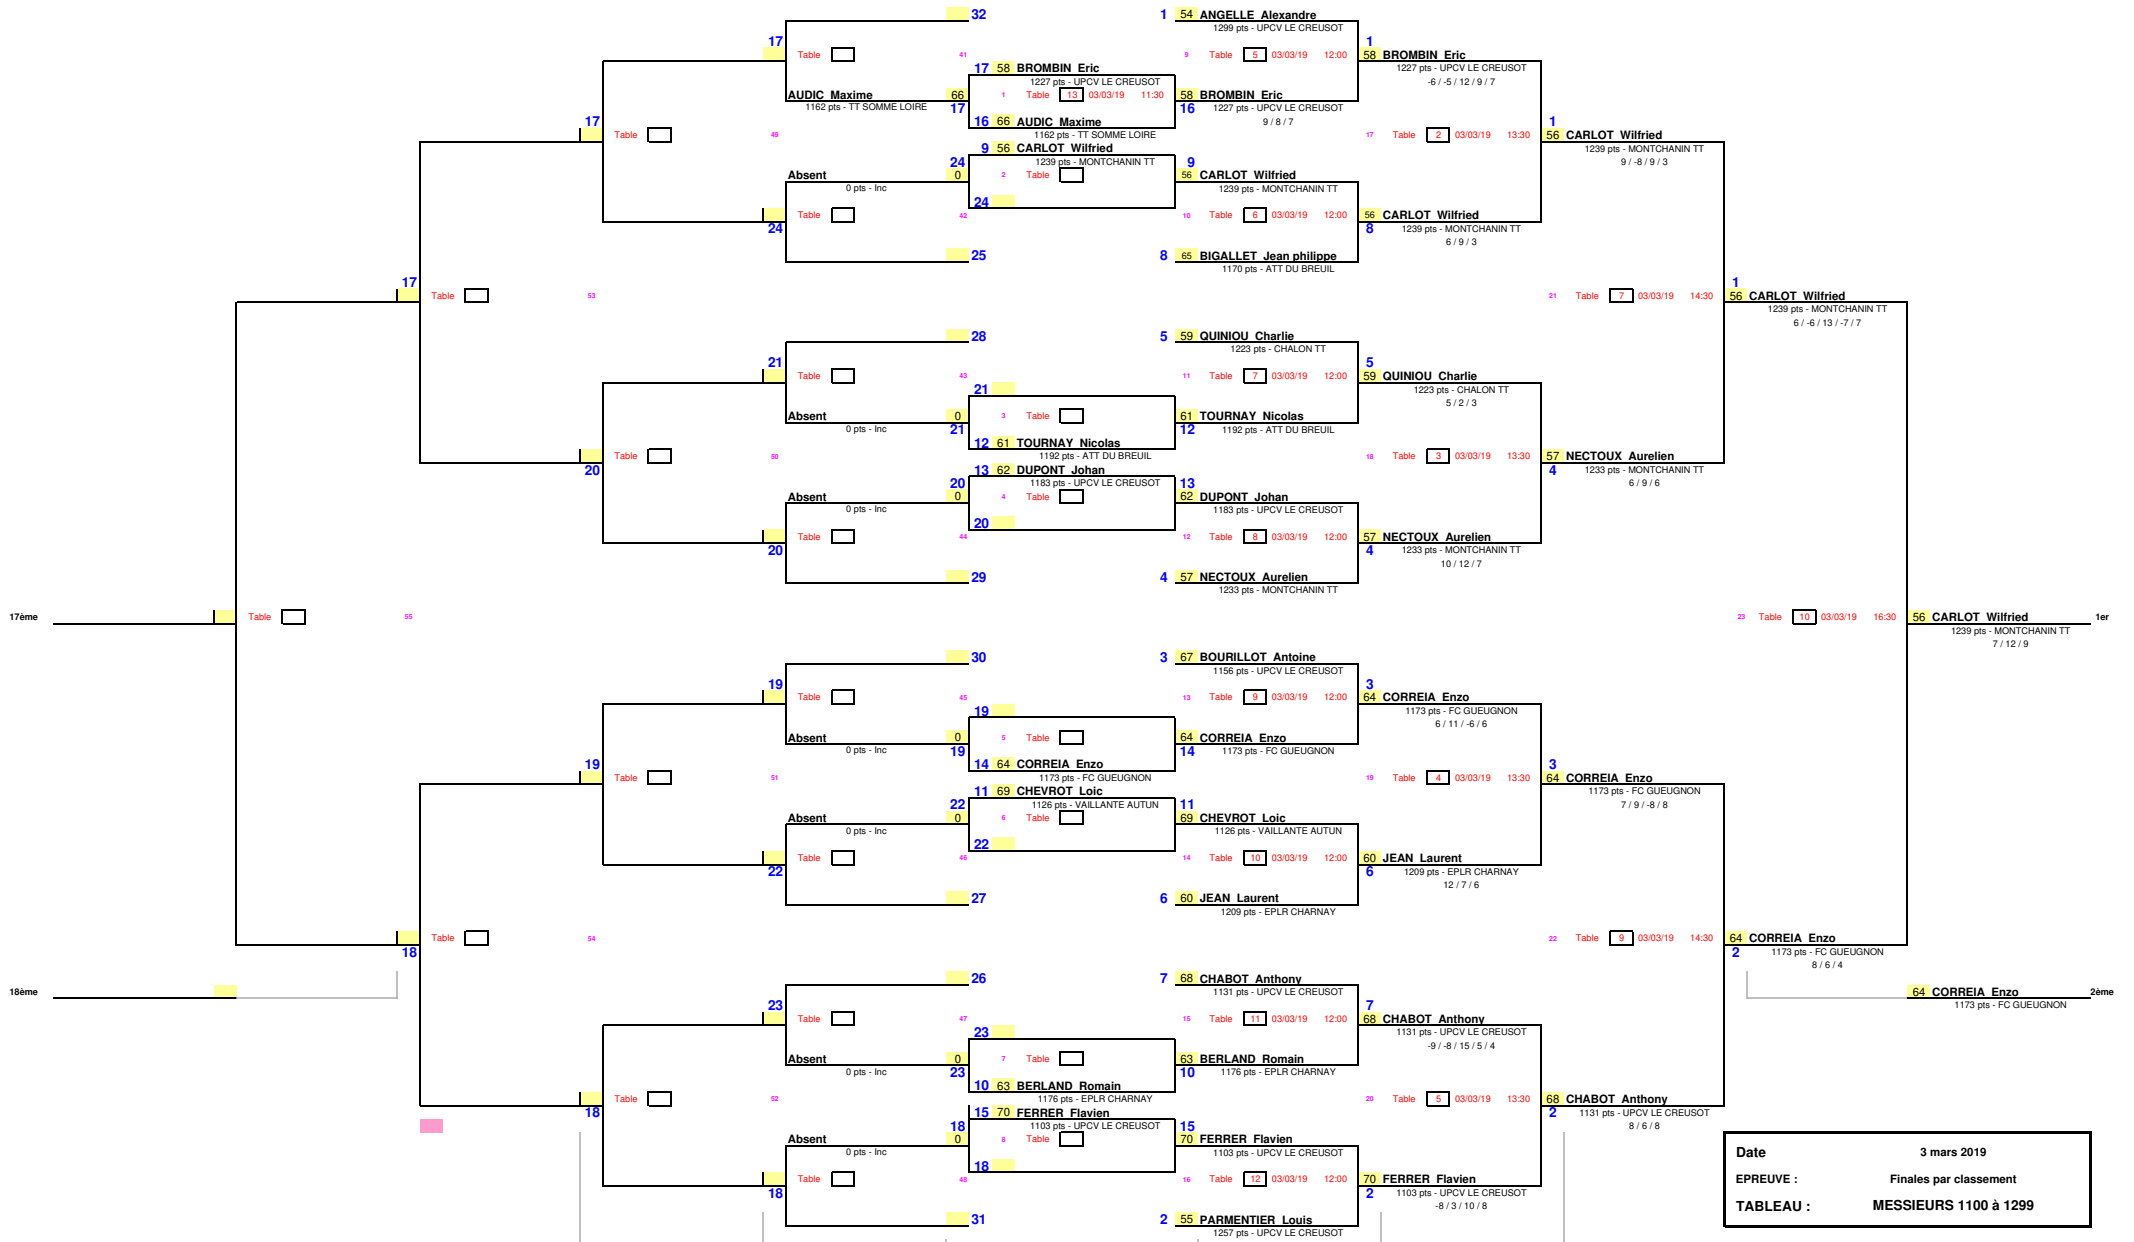 32 1 54 ANGELLE Alexandre
1299 pts - UPCV LE CREUSOT
17 1
Table 41 9 Table 5 03/03/19 12:00 58 BROMBIN Eric
17 58 BROMBIN Eric 1227 pts - UPCV LE CREUSOT
1227 pts - UPCV LE CREUSOT -6 / -5 / 12 / 9 / 7
AUDIC Maxime 66 1 Table 13 03/03/19 11:30 58 BROMBIN Eric
1162 pts - TT SOMME LOIRE 17 16 1227 pts - UPCV LE CREUSOT
17 16 66 AUDIC Maxime 9 / 8 / 7 1
Table 49 1162 pts - TT SOMME LOIRE 17 Table 2 03/03/19 13:30 56 CARLOT Wilfried
9 56 CARLOT Wilfried 1239 pts - MONTCHANIN TT
24 1239 pts - MONTCHANIN TT 9 9 / -8 / 9 / 3
Absent 0 2 Table 56 CARLOT Wilfried
0 pts - Inc 1239 pts - MONTCHANIN TT
24
Table 42 10 Table 6 03/03/19 12:00 56 CARLOT Wilfried
24 8 1239 pts - MONTCHANIN TT
6 / 9 / 3
25 8 65 BIGALLET Jean philippe
1170 pts - ATT DU BREUIL
17 1
Table 53 21 Table 7 03/03/19 14:30 56 CARLOT Wilfried
1239 pts - MONTCHANIN TT
6 / -6 / 13 / -7 / 7
28 5 59 QUINIOU Charlie
1223 pts - CHALON TT
21 5
Table 43 11 Table 7 03/03/19 12:00 59 QUINIOU Charlie
21 1223 pts - CHALON TT
5 / 2 / 3
Absent 0 3 Table 61 TOURNAY Nicolas
0 pts - Inc 21 12 1192 pts - ATT DU BREUIL
12 61 TOURNAY Nicolas
Table 50 1192 pts - ATT DU BREUIL 18 Table 3 03/03/19 13:30 57 NECTOUX Aurelien
20 13 62 DUPONT Johan 4 1233 pts - MONTCHANIN TT
20 1183 pts - UPCV LE CREUSOT 13 6 / 9 / 6
Absent 0 4 Table 62 DUPONT Johan
0 pts - Inc 1183 pts - UPCV LE CREUSOT
20
Table 44 12 Table 8 03/03/19 12:00 57 NECTOUX Aurelien
20 4 1233 pts - MONTCHANIN TT
10 / 12 / 7
29 4 57 NECTOUX Aurelien
1233 pts - MONTCHANIN TT
17ème Table 55 23 Table 10 03/03/19 16:30 56 CARLOT Wilfried 1er
1239 pts - MONTCHANIN TT
7 / 12 / 9
30 3 67 BOURILLOT Antoine
1156 pts - UPCV LE CREUSOT
19 3
Table 45 13 Table 9 03/03/19 12:00 64 CORREIA Enzo
19 1173 pts - FC GUEUGNON
6 / 11 / -6 / 6
Absent 0 5 Table 64 CORREIA Enzo
0 pts - Inc 19 14 1173 pts - FC GUEUGNON
19 14 64 CORREIA Enzo 3
Table 51 1173 pts - FC GUEUGNON 19 Table 4 03/03/19 13:30 64 CORREIA Enzo
11 69 CHEVROT Loic 1173 pts - FC GUEUGNON
22 1126 pts - VAILLANTE AUTUN 11 7 / 9 / -8 / 8
Absent 0 6 Table 69 CHEVROT Loic
0 pts - Inc 1126 pts - VAILLANTE AUTUN
22
Table 46 14 Table 10 03/03/19 12:00 60 JEAN Laurent
22 6 1209 pts - EPLR CHARNAY
12 / 7 / 6
27 6 60 JEAN Laurent
1209 pts - EPLR CHARNAY
Table 54 22 Table 9 03/03/19 14:30 64 CORREIA Enzo
18 2 1173 pts - FC GUEUGNON
8 / 6 / 4
26 7 68 CHABOT Anthony
1131 pts - UPCV LE CREUSOT
18ème 64 CORREIA Enzo 2ème
1173 pts - FC GUEUGNON
23 7
Table 47 15 Table 11 03/03/19 12:00 68 CHABOT Anthony
23 1131 pts - UPCV LE CREUSOT
-9 / -8 / 15 / 5 / 4
Absent 0 7 Table 63 BERLAND Romain
0 pts - Inc 23 10 1176 pts - EPLR CHARNAY
10 63 BERLAND Romain
Table 52 1176 pts - EPLR CHARNAY 20 Table 5 03/03/19 13:30 68 CHABOT Anthony
18 15 70 FERRER Flavien 2 1131 pts - UPCV LE CREUSOT
18 1103 pts - UPCV LE CREUSOT 15 8 / 6 / 8
Absent 0 8 Table 70 FERRER Flavien
0 pts - Inc 1103 pts - UPCV LE CREUSOT
18
Table 48 16 Table 12 03/03/19 12:00 70 FERRER Flavien
18 2 1103 pts - UPCV LE CREUSOT
-8 / 3 / 10 / 8
31 2 55 PARMENTIER Louis
1257 pts - UPCV LE CREUSOT
Date 3 mars 2019
EPREUVE : Finales par classement
TABLEAU : MESSIEURS 1100 à 1299